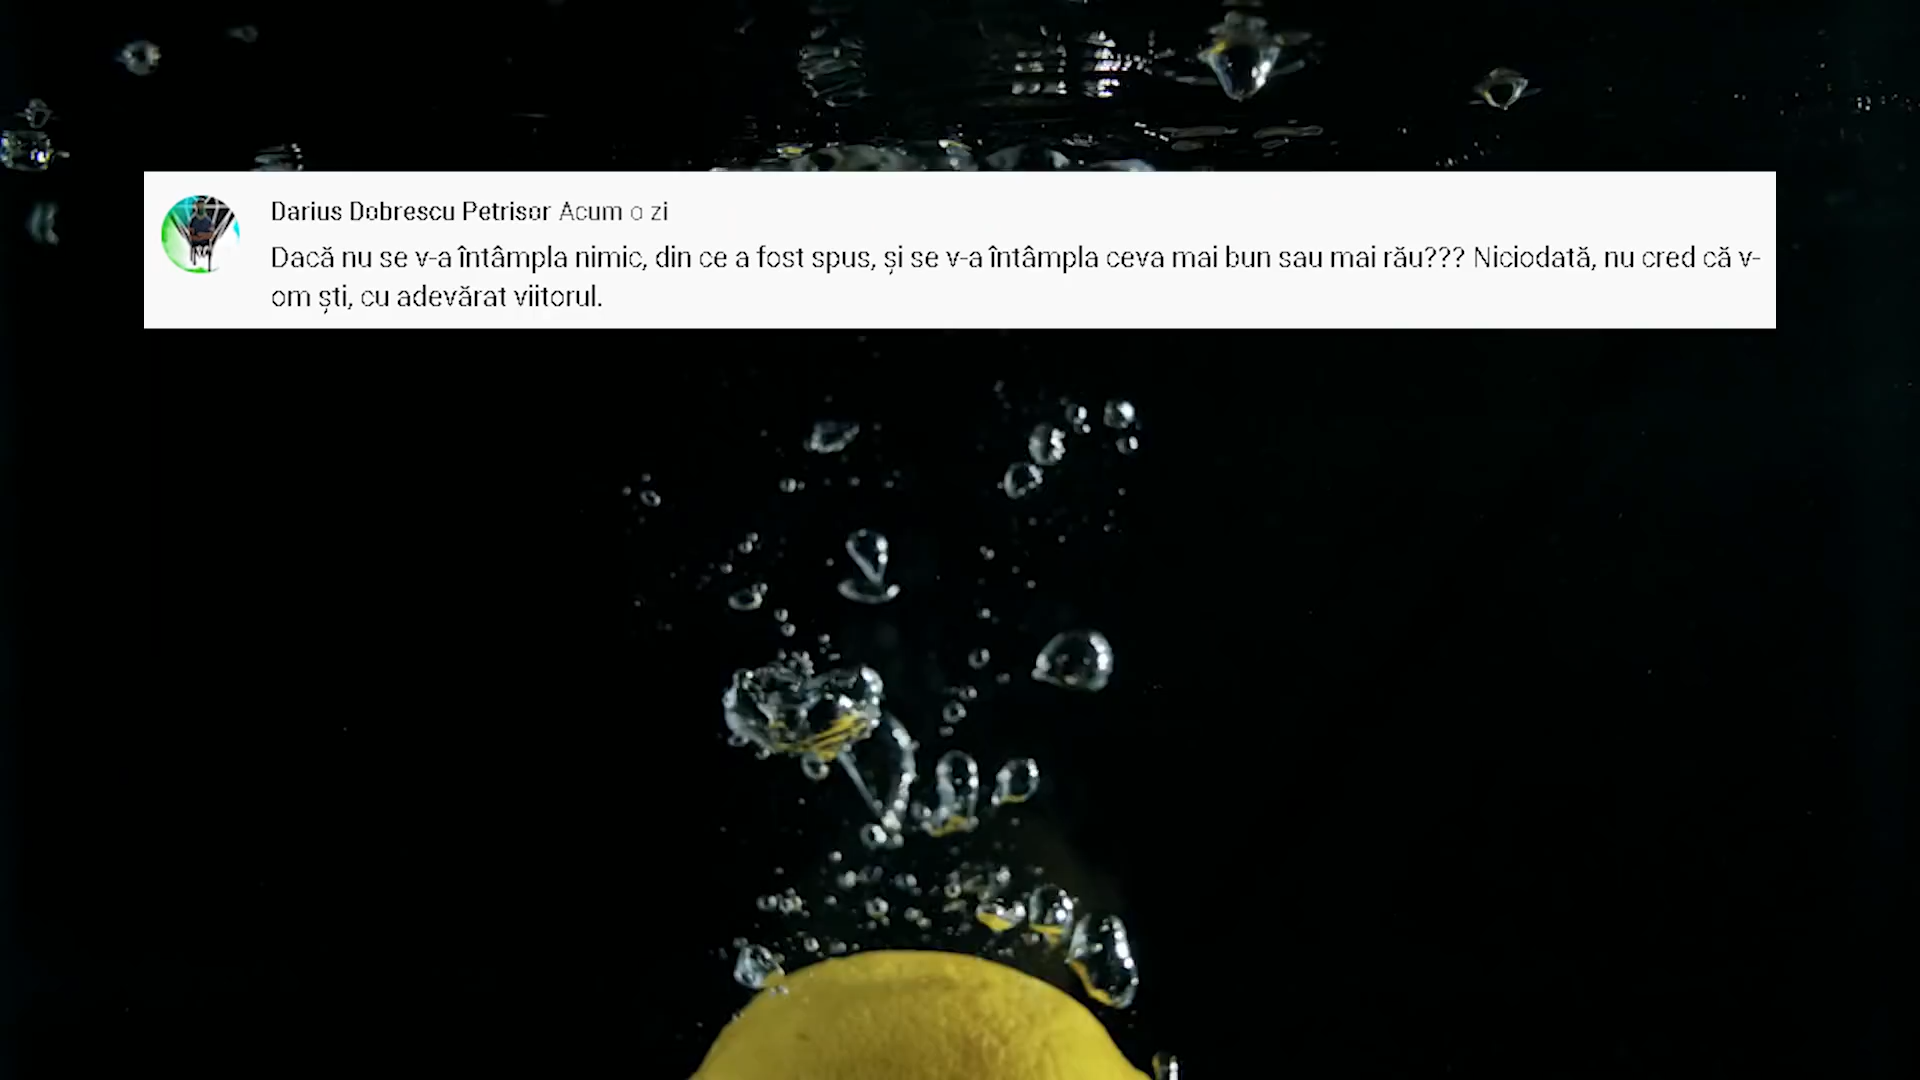 Darius Dobrescu Petrisor Acum o zi
Dacă nu se v-a întâmpla nimic, din ce a fost spus, și se v-a întâmpla ceva mai bun sau mai rău??? Niciodată, nu cred că v-
om ști, cu adevărat viitorul.